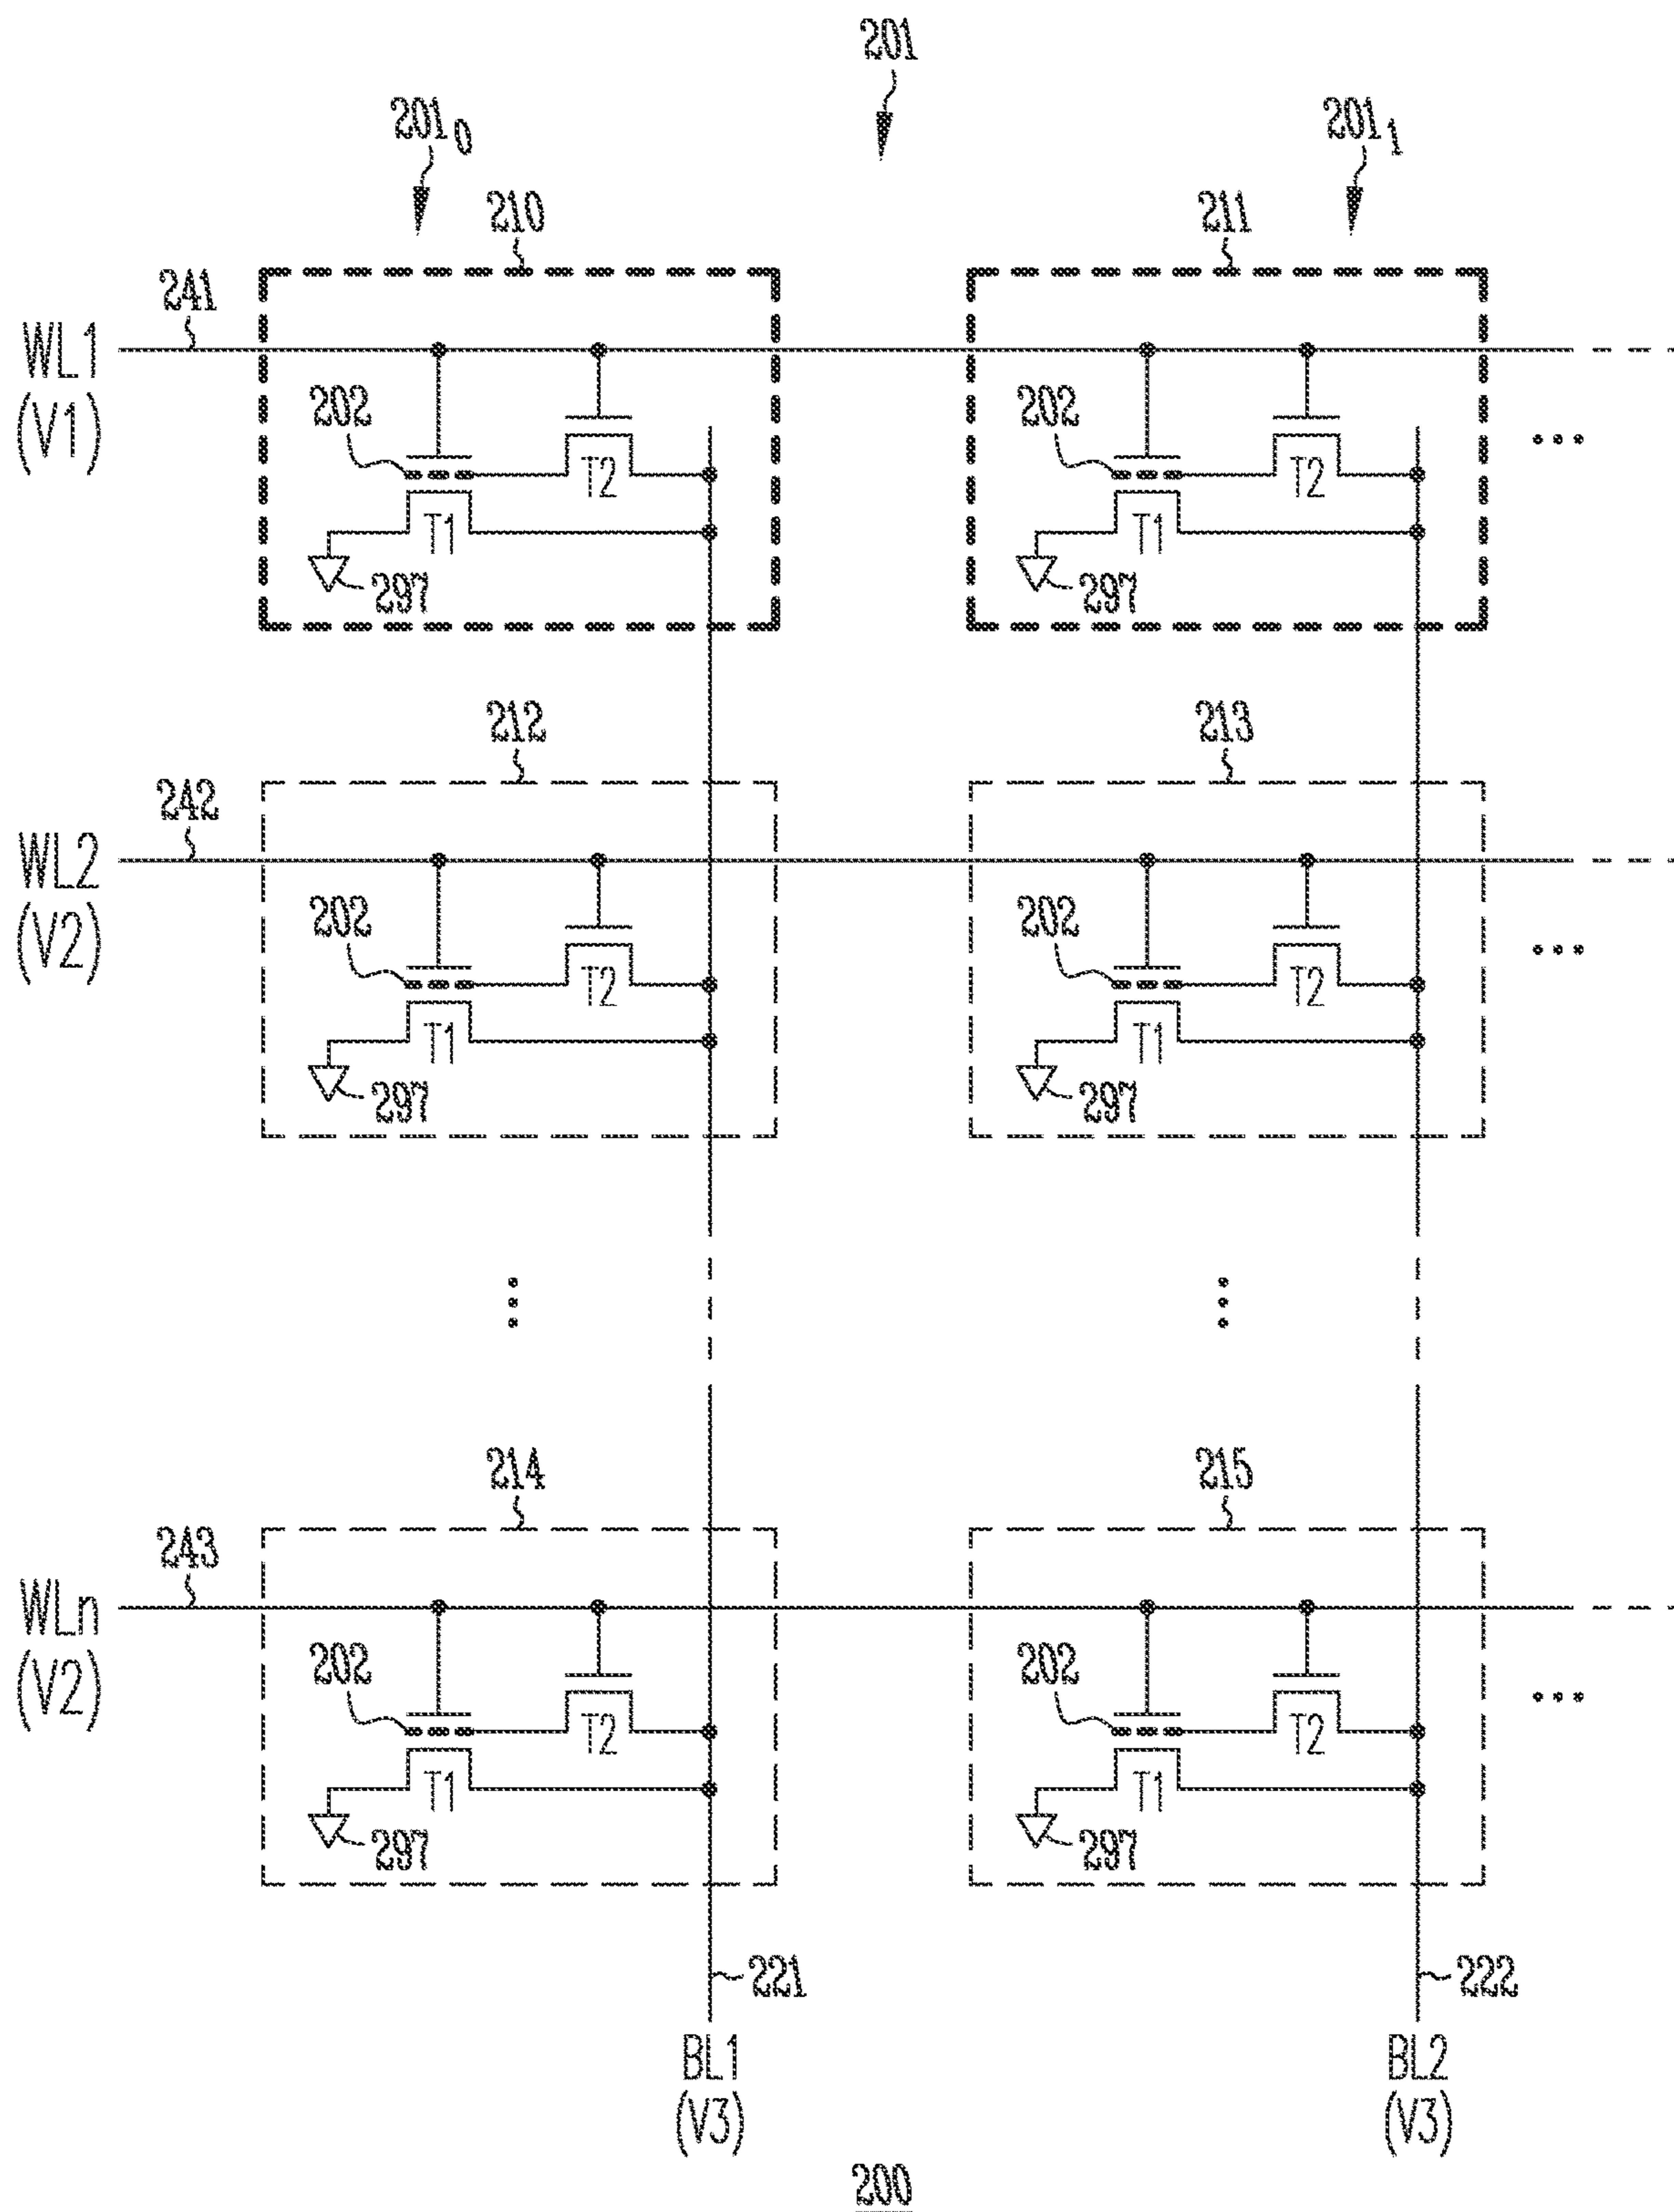 201
201₀ 201₁
210 211
241
WL1
(V1)
202 T2 202 T2 ...
T1 T1
297 297
212 213
242
WL2
(V2)
202 T2 202 T2 ...
T1 T1
297 297
214 215
243
WLn
(V2)
202 T2 202 T2 ...
T1 T1
297 297
221 222
BL1 BL2
(V3) (V3)
200